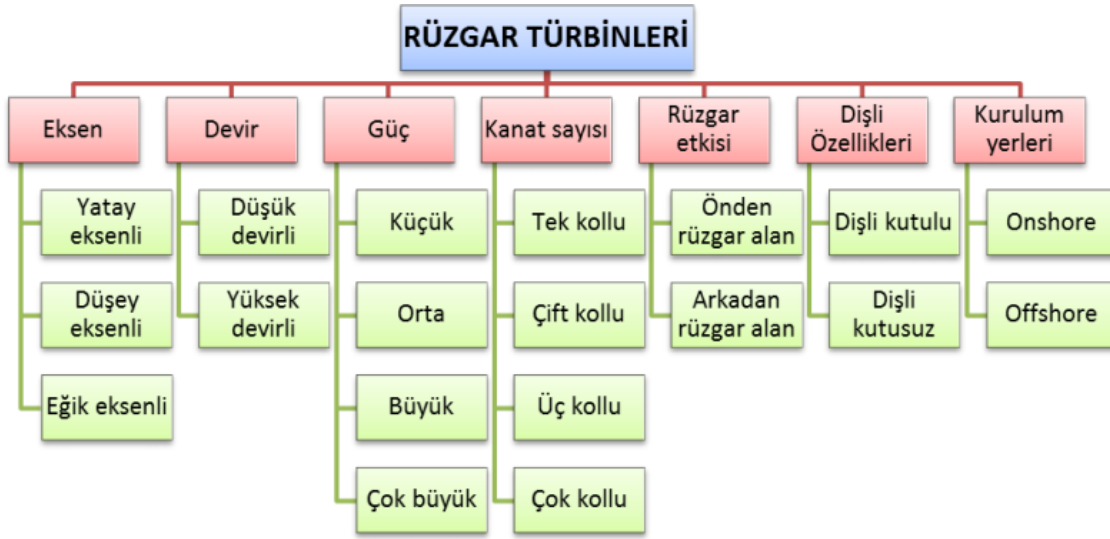 RÜZGAR TÜRBİNLERİ
Eksen
Yatay
eksenli
Düşey
eksenli
Eğik eksenli
Devir
Düşük
devirli
Yüksek
devirli
Güç
Küçük
Orta
Büyük
Çok büyük
Kanat sayısı
Tek kollu
Çift kollu
Üç kollu
Çok kollu
Rüzgar
etkisi
Önden
rüzgar alan
Arkadan
rüzgar alan
Dişli
Özellikleri
Dişli kutulu
Dişli
kutusuz
Kurulum
yerleri
Onshore
Offshore